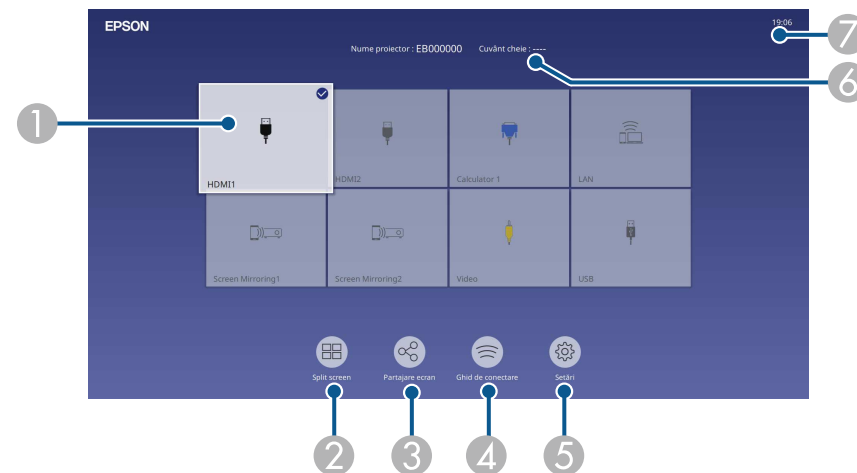 EPSON
19:06
Nume proiector : EB000000 Cuvânt cheie : ----
HDMI1
HDMI2
Calculator 1
LAN
Screen Mirroring1
Screen Mirroring2
Video
USB
Split screen
Partajare ecran
Ghid de conectare
Setări
1
2
3
4
5
6
7